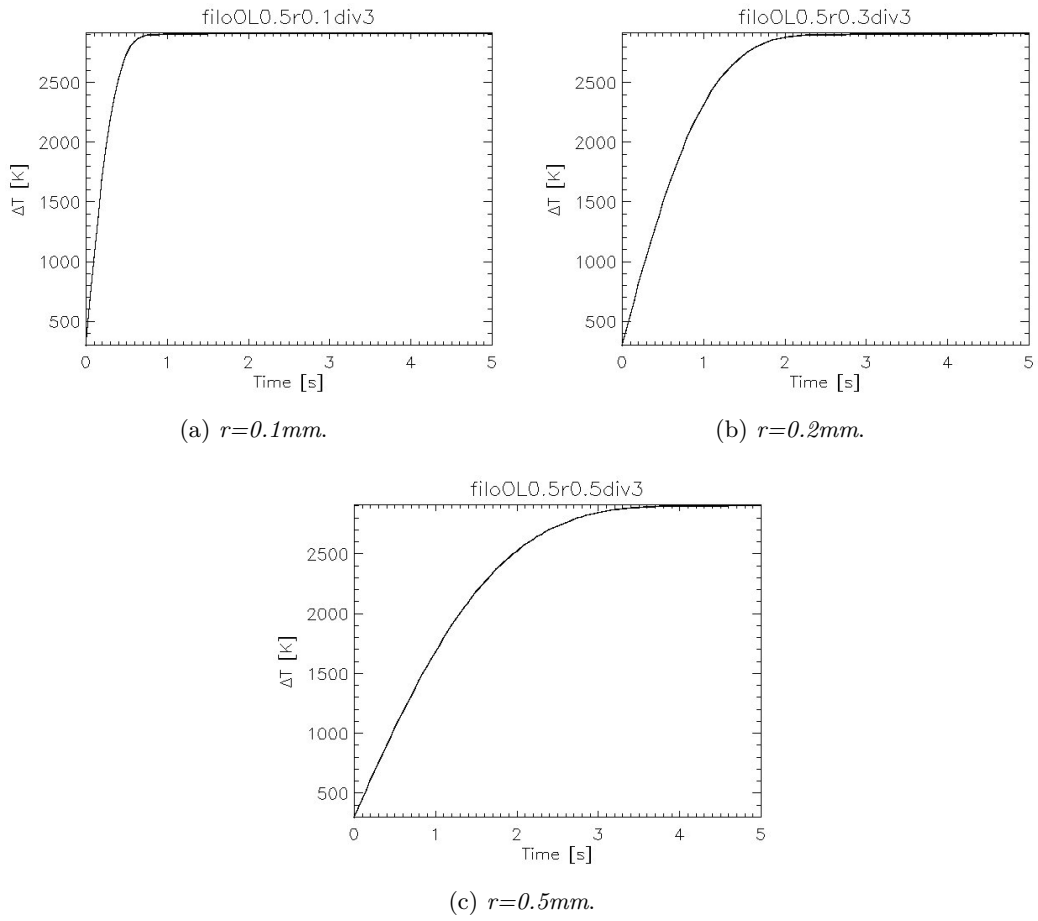 filoOL0.5r0.1div3
2500
2000
1500
1000
500
ΔT [K]
0 1 2 3 4 5
Time [s]
(a) r=0.1mm.
filoOL0.5r0.3div3
2500
2000
1500
1000
500
ΔT [K]
0 1 2 3 4 5
Time [s]
(b) r=0.2mm.
filoOL0.5r0.5div3
2500
2000
1500
1000
500
ΔT [K]
0 1 2 3 4 5
Time [s]
(c) r=0.5mm.